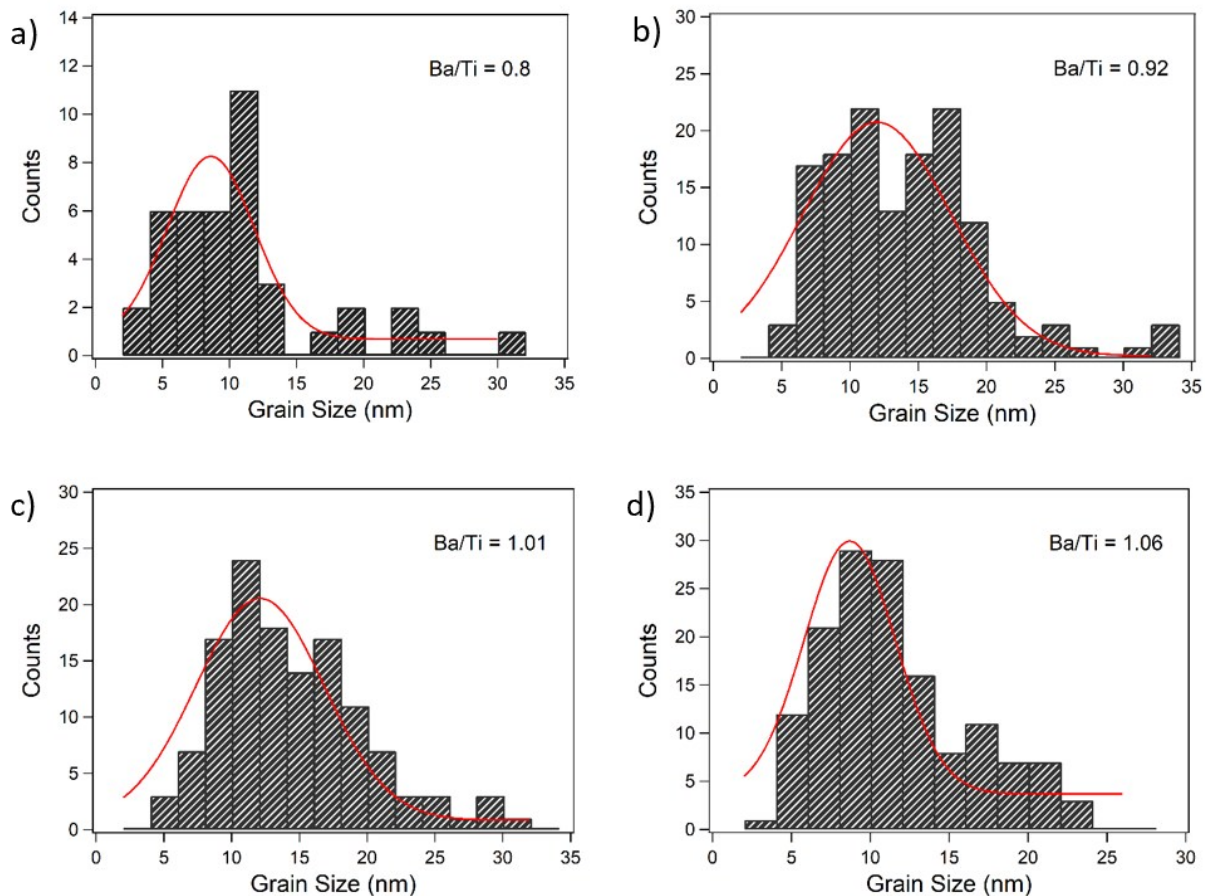 a)
14
12
10
8
6
4
2
0
Counts
Ba/Ti = 0.8
0 5 10 15 20 25 30 35
Grain Size (nm)
b)
30
25
20
15
10
5
0
Counts
Ba/Ti = 0.92
0 5 10 15 20 25 30 35
Grain Size (nm)
c)
30
25
20
15
10
5
0
Counts
Ba/Ti = 1.01
0 5 10 15 20 25 30 35
Grain Size (nm)
d)
35
30
25
20
15
10
5
0
Counts
Ba/Ti = 1.06
0 5 10 15 20 25 30
Grain Size (nm)